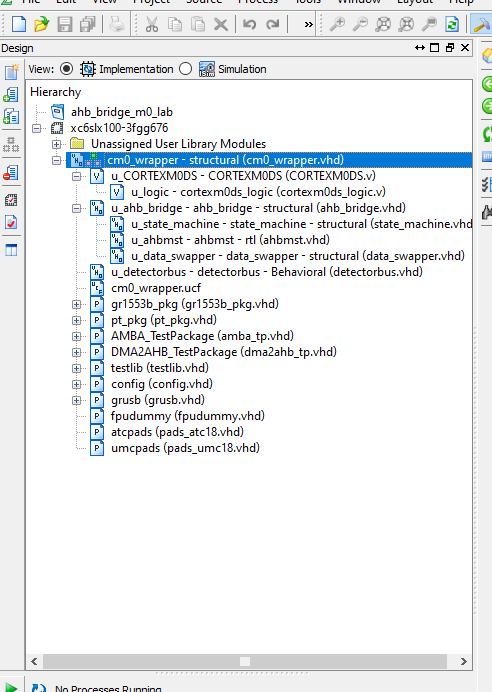 File Edit View Project Source Process Tools Window Layout Help
»
Design
View: Implementation Simulation
Hierarchy
ahb_bridge_m0_lab
xc6slx100-3fgg676
Unassigned User Library Modules
cm0_wrapper - structural (cm0_wrapper.vhd)
u_CORTEXM0DS - CORTEXM0DS (CORTEXM0DS.v)
u_logic - cortexm0ds_logic (cortexm0ds_logic.v)
u_ahb_bridge - ahb_bridge - structural (ahb_bridge.vhd)
u_state_machine - state_machine - structural (state_machine.vhd
u_ahbmst - ahbmst - rtl (ahbmst.vhd)
u_data_swapper - data_swapper - structural (data_swapper.vhd)
u_detectorbus - detectorbus - Behavioral (detectorbus.vhd)
cm0_wrapper.ucf
gr1553b_pkg (gr1553b_pkg.vhd)
pt_pkg (pt_pkg.vhd)
AMBA_TestPackage (amba_tp.vhd)
DMA2AHB_TestPackage (dma2ahb_tp.vhd)
testlib (testlib.vhd)
config (config.vhd)
grusb (grusb.vhd)
fpudummy (fpudummy.vhd)
atcpads (pads_atc18.vhd)
umcpads (pads_umc18.vhd)
No Processes Running